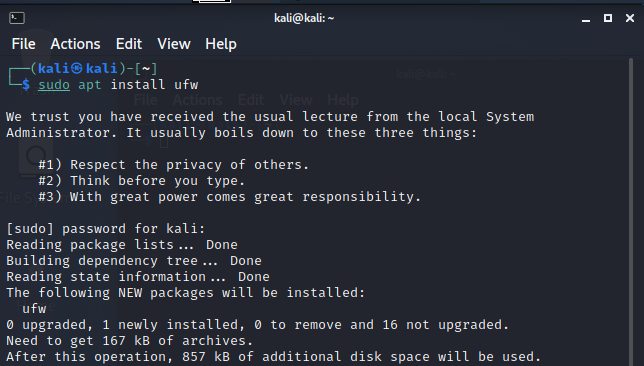 kali@kali: ~
File Actions Edit View Help
(kali㉿kali)-[~]
$ sudo apt install ufw
We trust you have received the usual lecture from the local System
Administrator. It usually boils down to these three things:
#1) Respect the privacy of others.
#2) Think before you type.
#3) With great power comes great responsibility.
[sudo] password for kali:
Reading package lists... Done
Building dependency tree... Done
Reading state information... Done
The following NEW packages will be installed:
ufw
0 upgraded, 1 newly installed, 0 to remove and 16 not upgraded.
Need to get 167 kB of archives.
After this operation, 857 kB of additional disk space will be used.